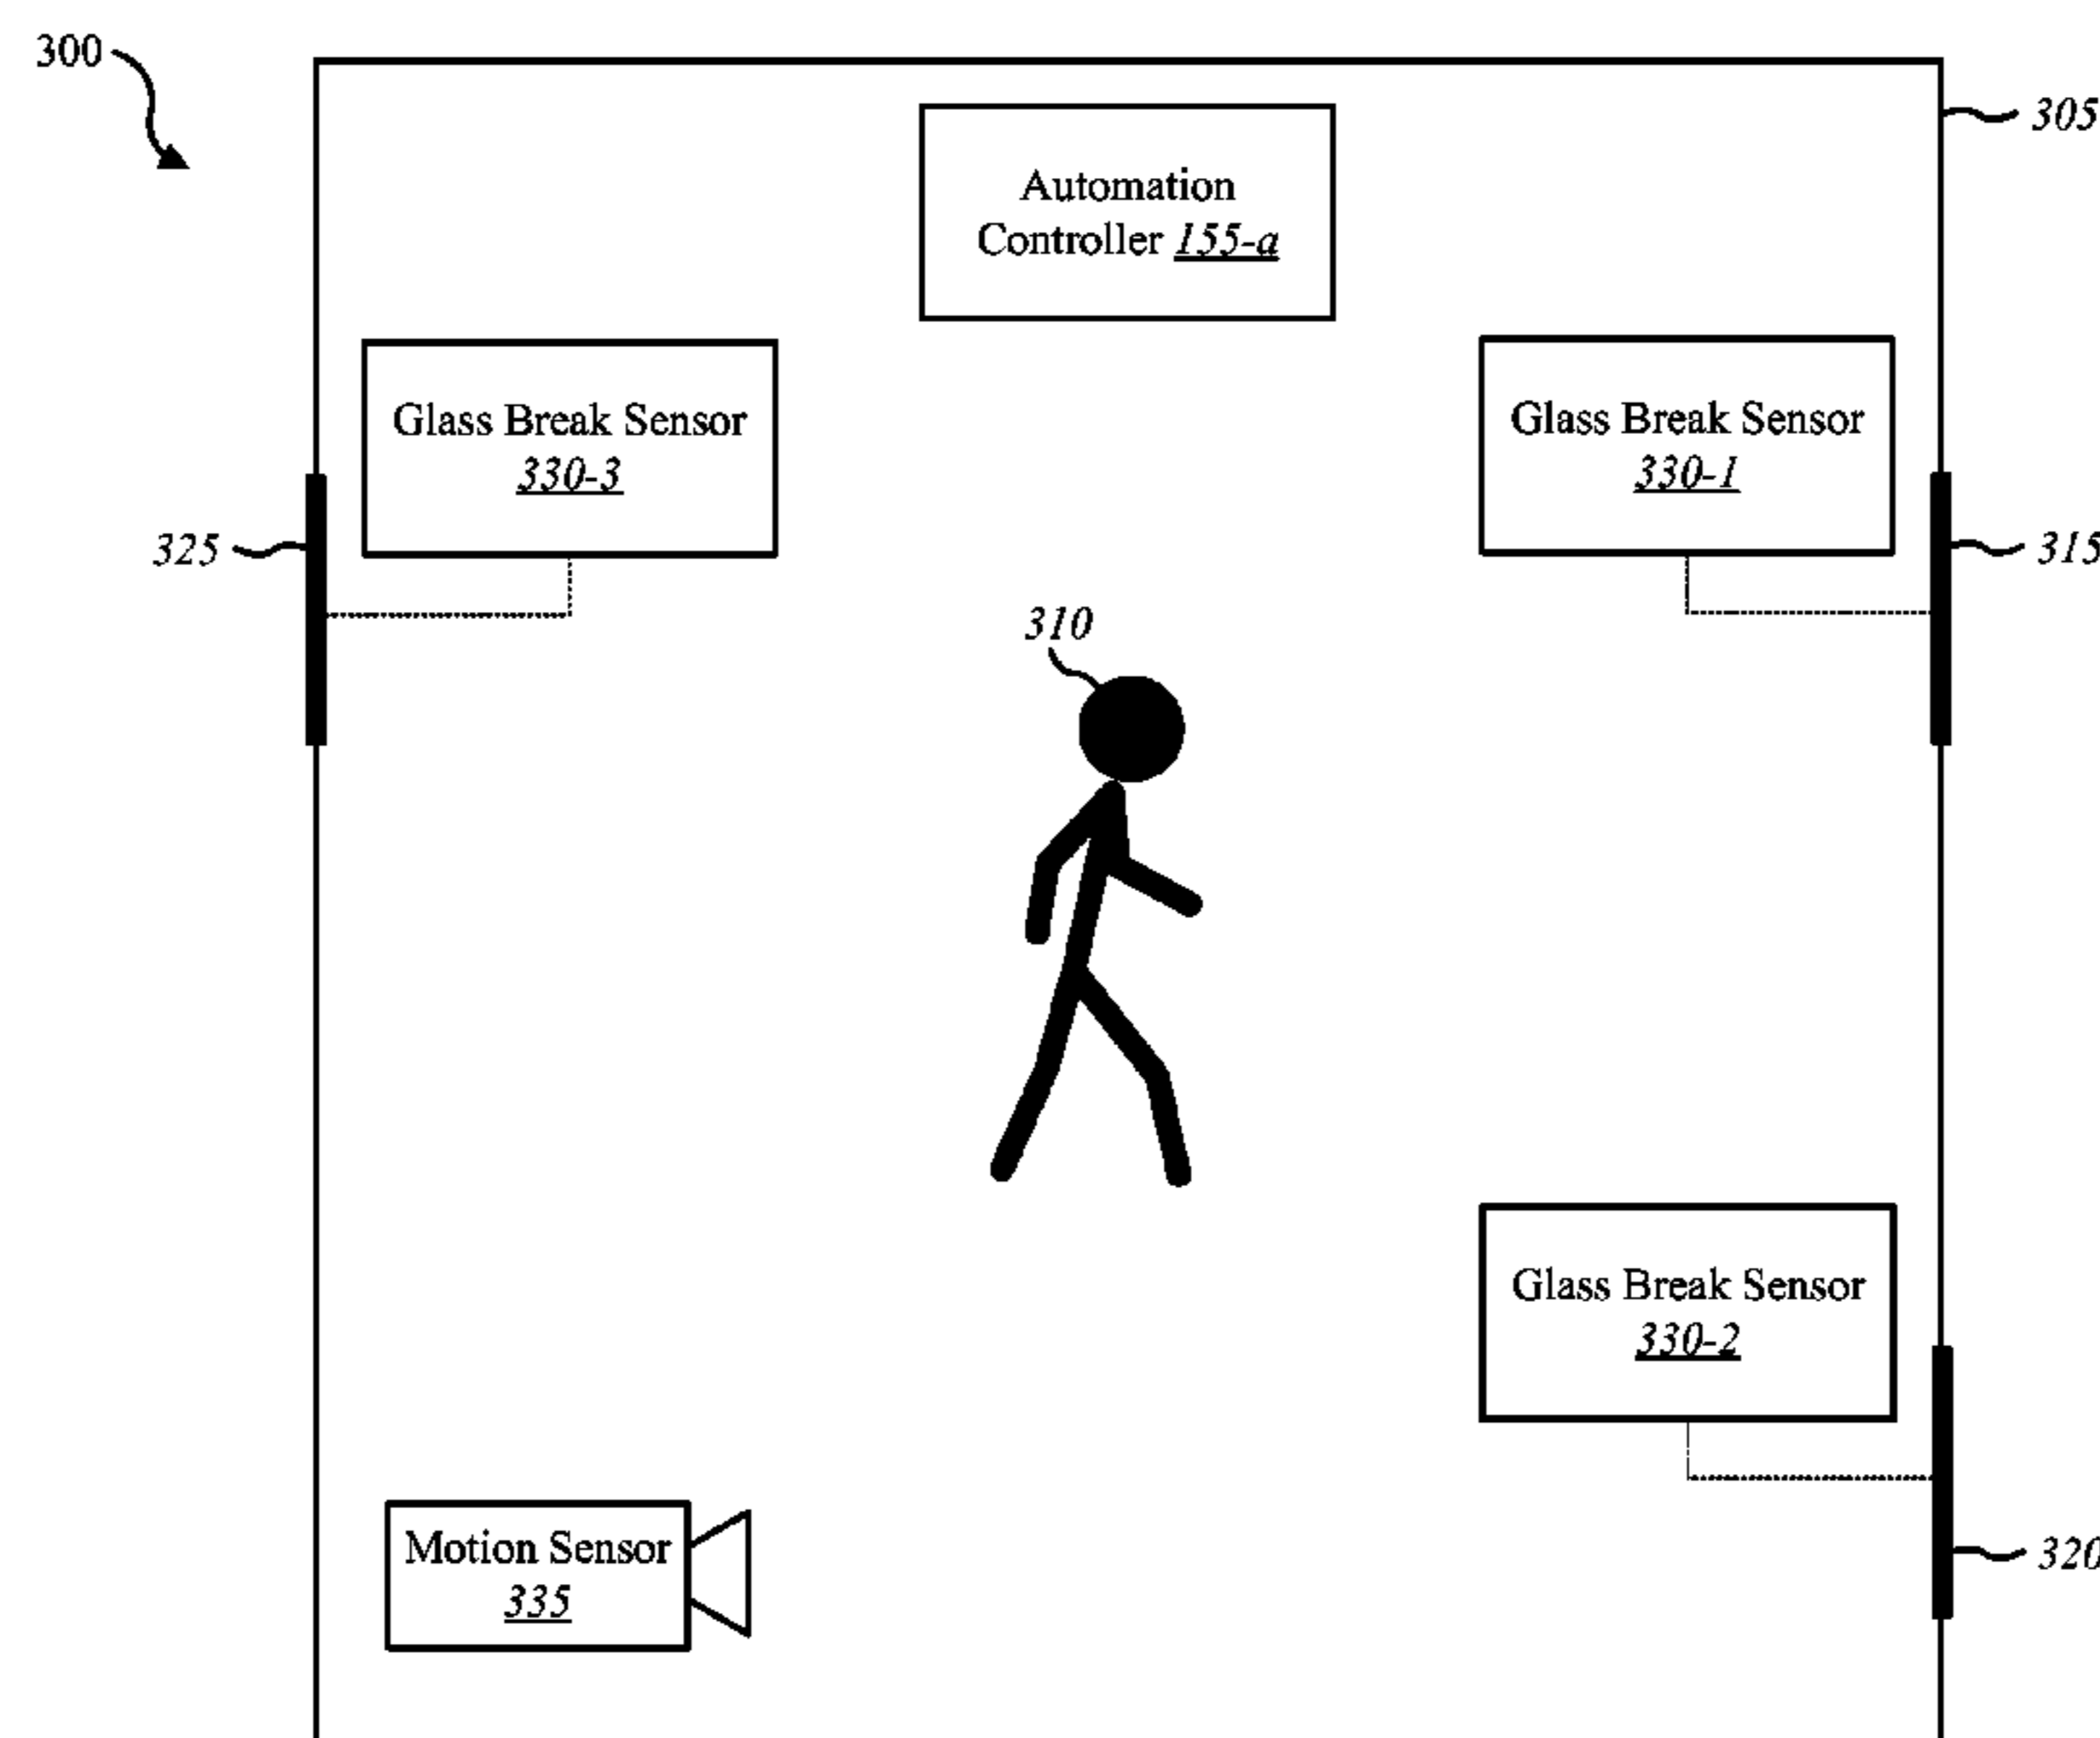 300
305
Automation
Controller 155-a
Glass Break Sensor
330-3
Glass Break Sensor
330-1
325
315
310
Glass Break Sensor
330-2
Motion Sensor
335
320